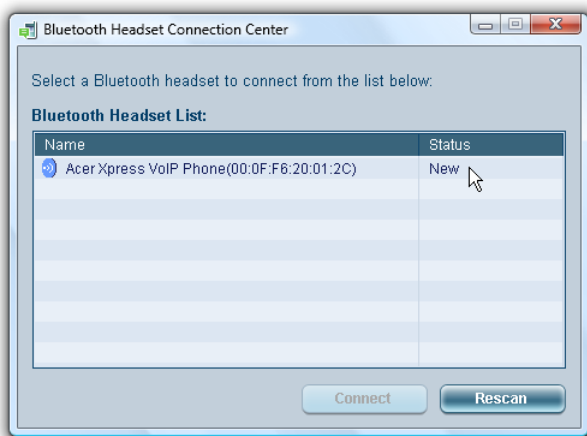 Bluetooth Headset Connection Center
Select a Bluetooth headset to connect from the list below:
Bluetooth Headset List:
Name Status
Acer Xpress VoIP Phone(00:0F:F6:20:01:2C) New
Connect Rescan